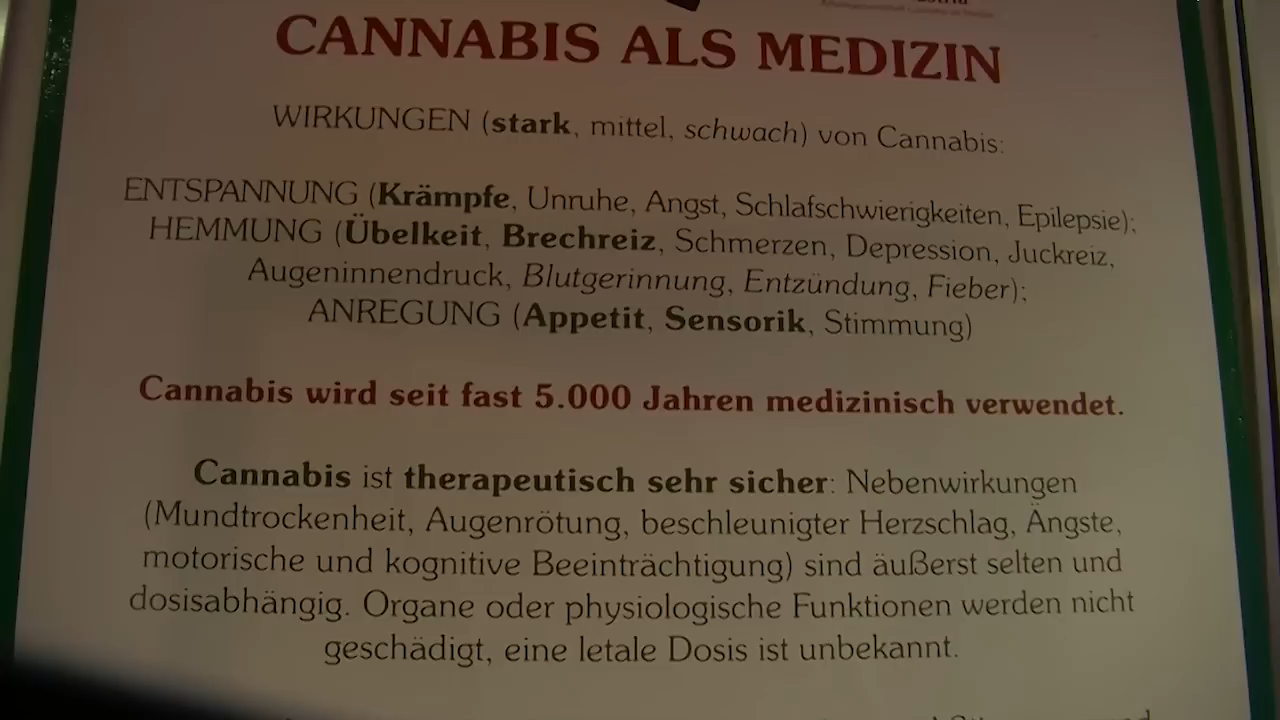 CANNABIS ALS MEDIZIN
WIRKUNGEN (stark, mittel, schwach) von Cannabis:
ENTSPANNUNG (Krämpfe, Unruhe, Angst, Schlafschwierigkeiten, Epilepsie);
HEMMUNG (Übelkeit, Brechreiz, Schmerzen, Depression, Juckreiz,
Augeninnendruck, Blutgerinnung, Entzündung, Fieber);
ANREGUNG (Appetit, Sensorik, Stimmung)
Cannabis wird seit fast 5.000 Jahren medizinisch verwendet.
Cannabis ist therapeutisch sehr sicher: Nebenwirkungen
(Mundtrockenheit, Augenrötung, beschleunigter Herzschlag, Ängste,
motorische und kognitive Beeinträchtigung) sind äußerst selten und
dosisabhängig. Organe oder physiologische Funktionen werden nicht
geschädigt, eine letale Dosis ist unbekannt.